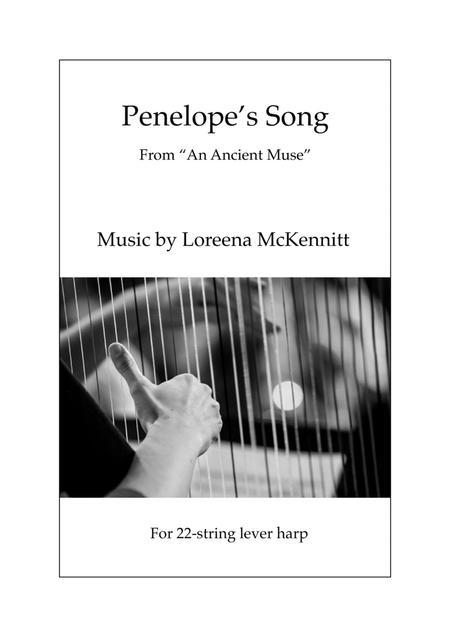 Penelope’s Song
From “An Ancient Muse”
Music by Loreena McKennitt
For 22-string lever harp